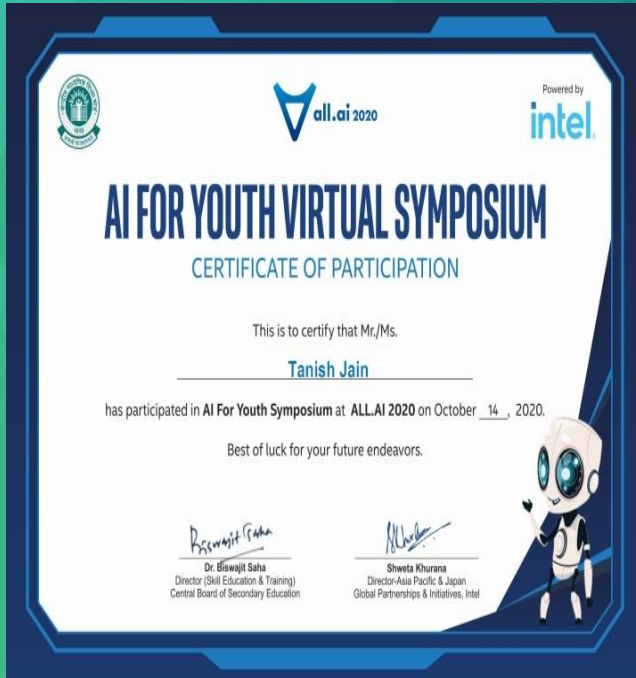 all.ai 2020
Powered by
intel.
AI FOR YOUTH VIRTUAL SYMPOSIUM
CERTIFICATE OF PARTICIPATION
This is to certify that Mr./Ms.
Tanish Jain
has participated in AI For Youth Symposium at ALL.AI 2020 on October 14, 2020.
Best of luck for your future endeavors.
Biswajit Saha
Dr. Biswajit Saha
Director (Skill Education & Training)
Central Board of Secondary Education
Shweta Khurana
Director-Asia Pacific & Japan
Global Partnerships & Initiatives, Intel